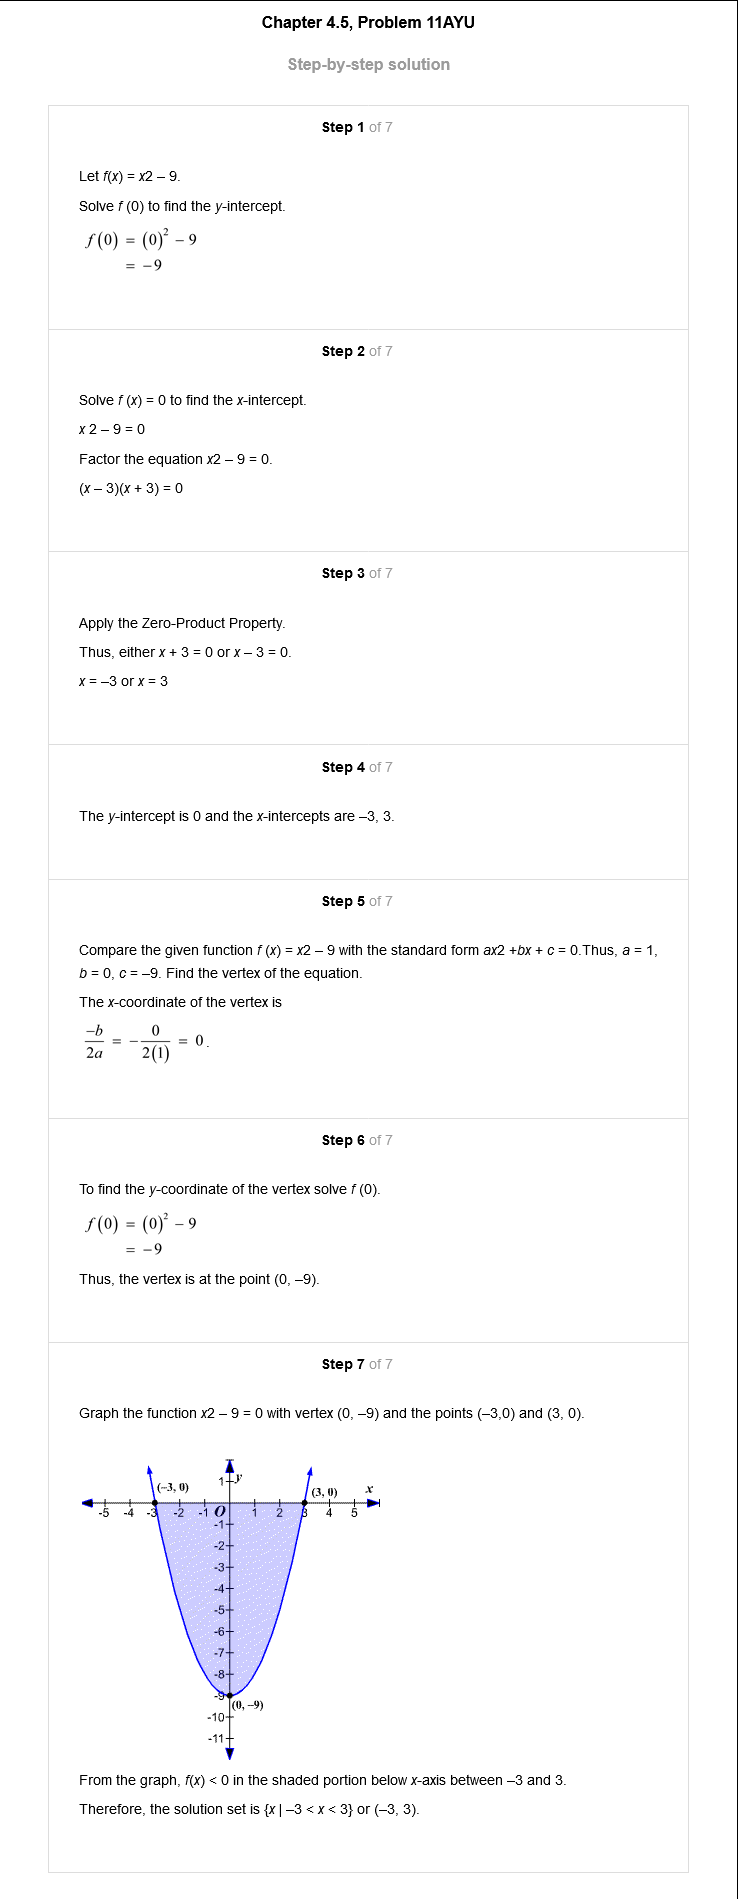 Chapter 4.5, Problem 11AYU
Step-by-step solution
Step 1 of 7
Let f(x) = x2 – 9.
Solve f (0) to find the y-intercept.
f(0) = (0)² – 9
= –9
Step 2 of 7
Solve f (x) = 0 to find the x-intercept.
x 2 – 9 = 0
Factor the equation x2 – 9 = 0.
(x – 3)(x + 3) = 0
Step 3 of 7
Apply the Zero-Product Property.
Thus, either x + 3 = 0 or x – 3 = 0.
x = –3 or x = 3
Step 4 of 7
The y-intercept is 0 and the x-intercepts are –3, 3.
Step 5 of 7
Compare the given function f (x) = x2 – 9 with the standard form ax2 +bx + c = 0.Thus, a = 1,
b = 0, c = –9. Find the vertex of the equation.
The x-coordinate of the vertex is
–b/2a = –0/2(1) = 0.
Step 6 of 7
To find the y-coordinate of the vertex solve f (0).
f(0) = (0)² – 9
= –9
Thus, the vertex is at the point (0, –9).
Step 7 of 7
Graph the function x2 – 9 = 0 with vertex (0, –9) and the points (–3,0) and (3, 0).
1 y
(–3, 0) (3, 0) x
-5 -4 -3 -2 -1 O 1 2 3 4 5
-1
-2
-3
-4
-5
-6
-7
-8
-9
(0, –9)
-10
-11
From the graph, f(x) < 0 in the shaded portion below x-axis between –3 and 3.
Therefore, the solution set is {x | –3 < x < 3} or (–3, 3).